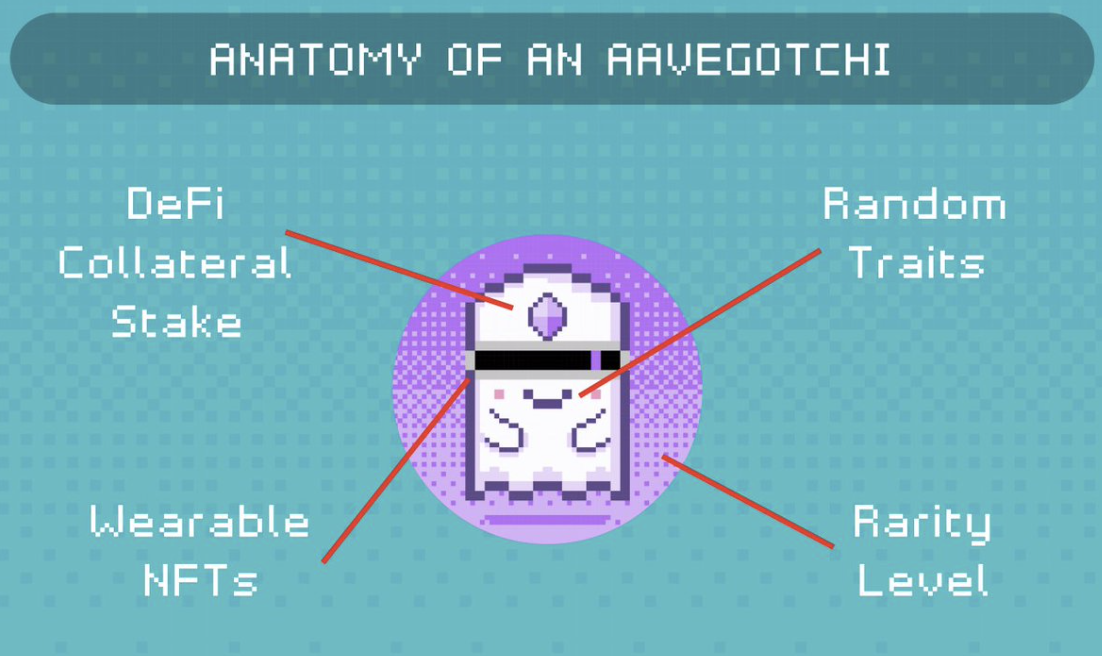 ANATOMY OF AN AAVEGOTCHI
DeFi
Collateral
Stake
Random
Traits
Wearable
NFTs
Rarity
Level